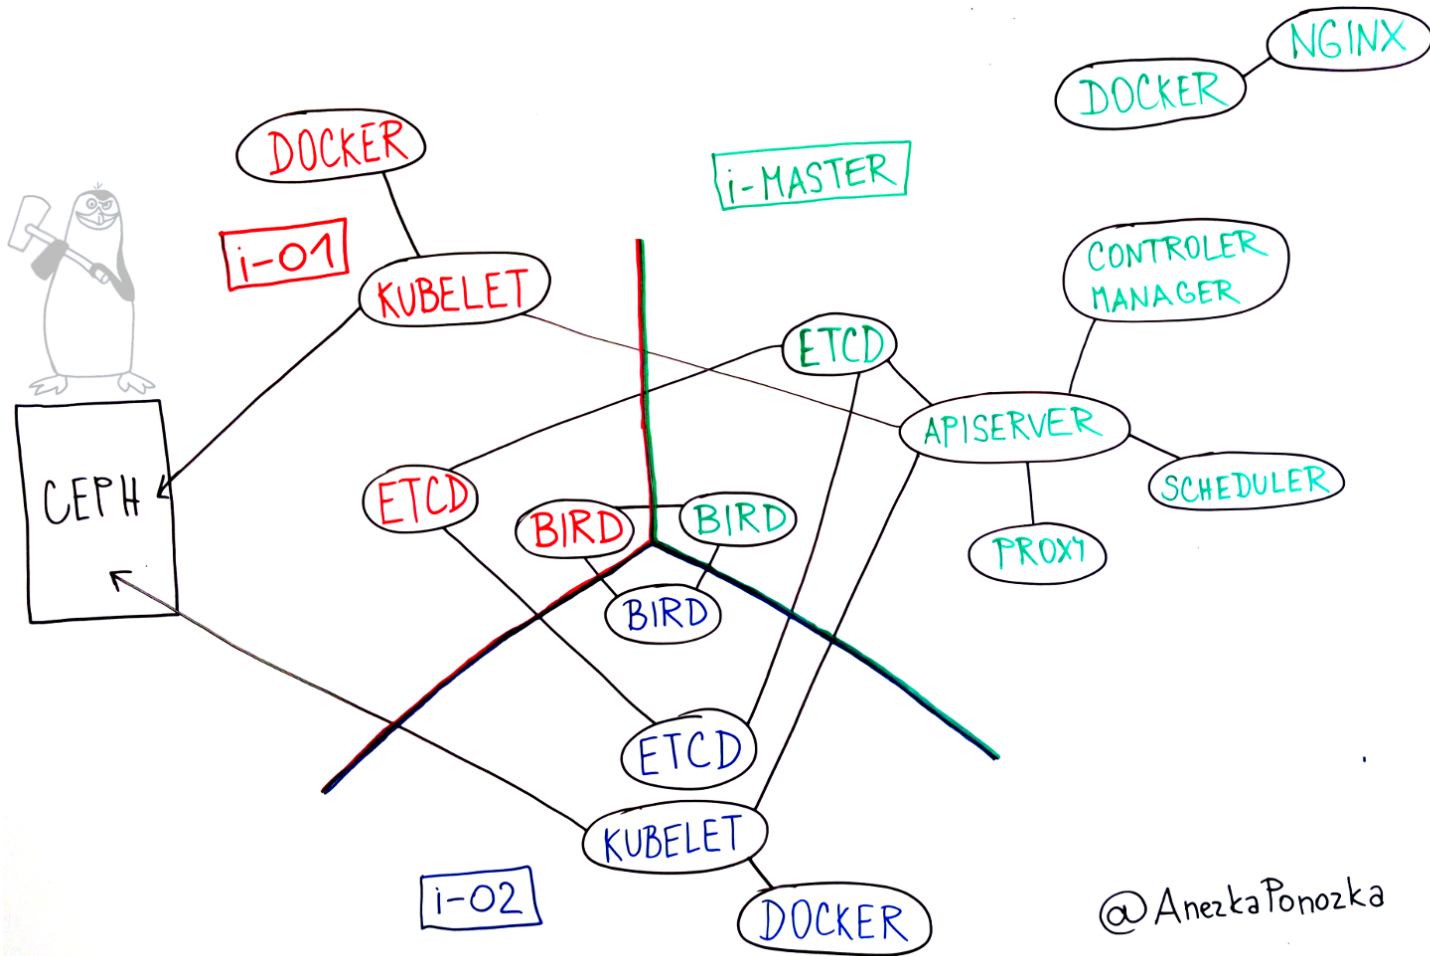 NGINX
DOCKER
DOCKER
i-MASTER
i-01
CONTROLER
MANAGER
KUBELET
ETCD
APISERVER
CEPH
ETCD
SCHEDULER
BIRD
BIRD
PROXY
BIRD
ETCD
KUBELET
i-02
DOCKER
@AnezkaPonozka